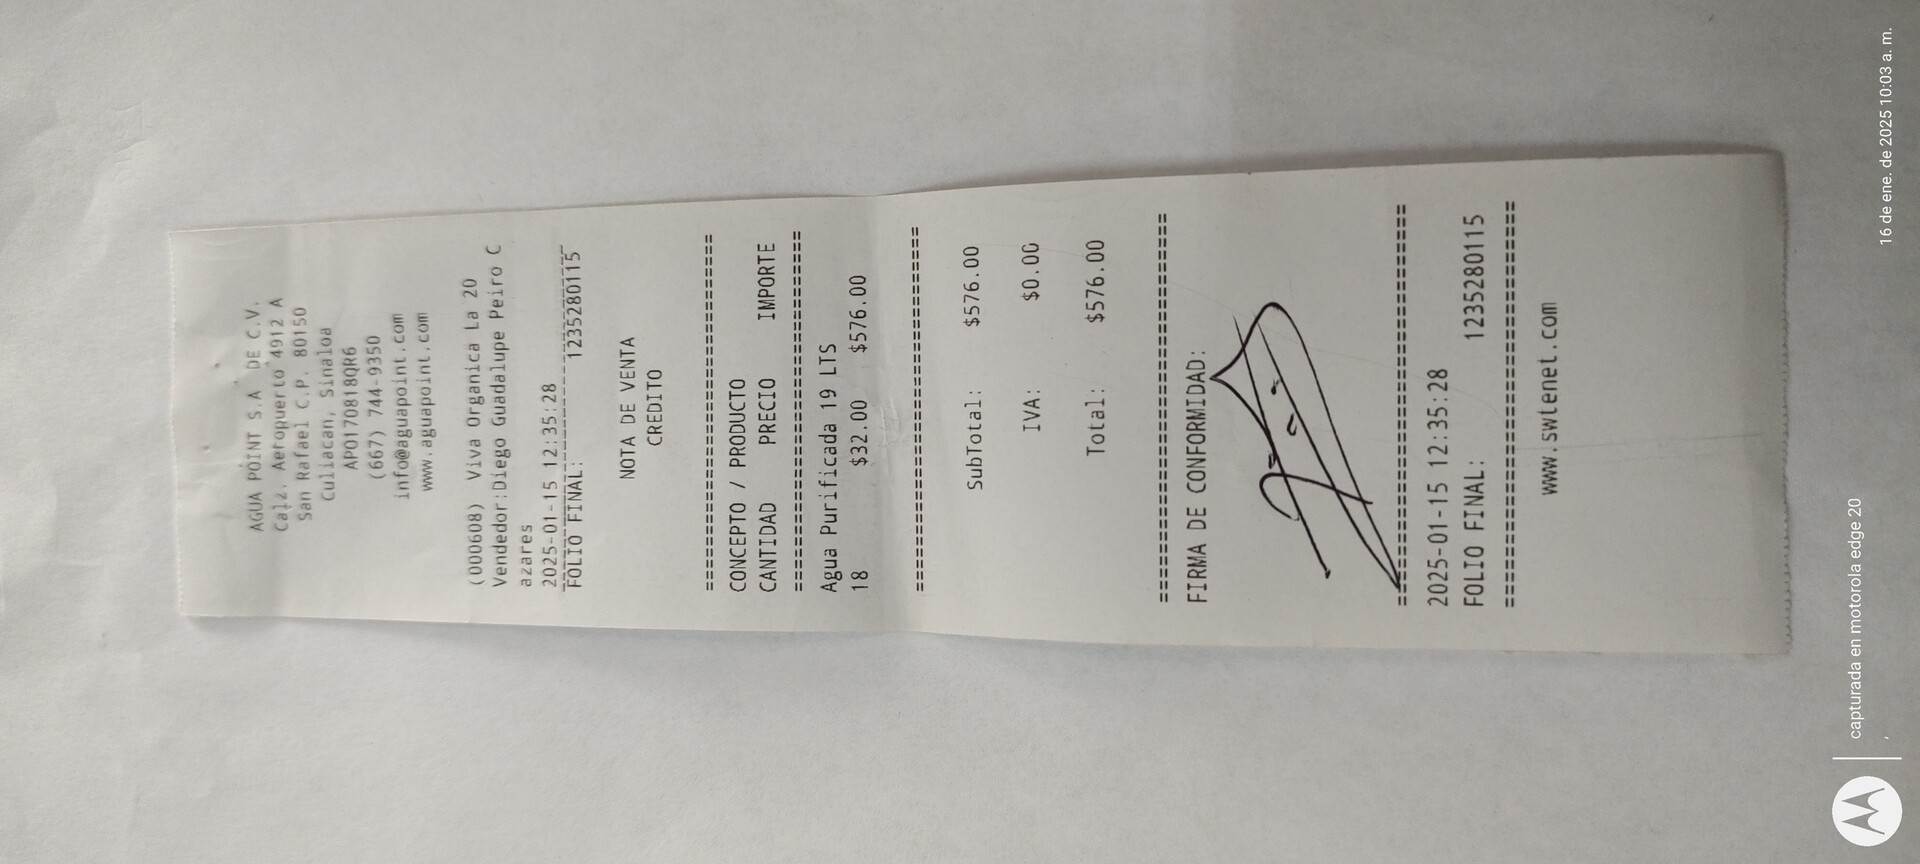 AGUA POINT S.A DE C.V.
Calz. Aeropuerto 4912 A
San Rafael C.P. 80150
Culiacan, Sinaloa
APO170818QR6
(667) 744-9350
info@aguapoint.com
www.aguapoint.com
(000608) Viva Organica La 20
Vendedor:Diego Guadalupe Peiro C
azares
2025-01-15 12:35:28
FOLIO FINAL: 1235280115
NOTA DE VENTA
CREDITO
================================
CONCEPTO / PRODUCTO
CANTIDAD PRECIO IMPORTE
================================
Agua Purificada 19 LTS
18 $32.00 $576.00
================================
SubTotal: $576.00
IVA: $0.00
Total: $576.00
================================
FIRMA DE CONFORMIDAD:
================================
2025-01-15 12:35:28
FOLIO FINAL: 1235280115
================================
www.swtenet.com
capturada en motorola edge 20
16 de ene. de 2025 10:03 a. m.